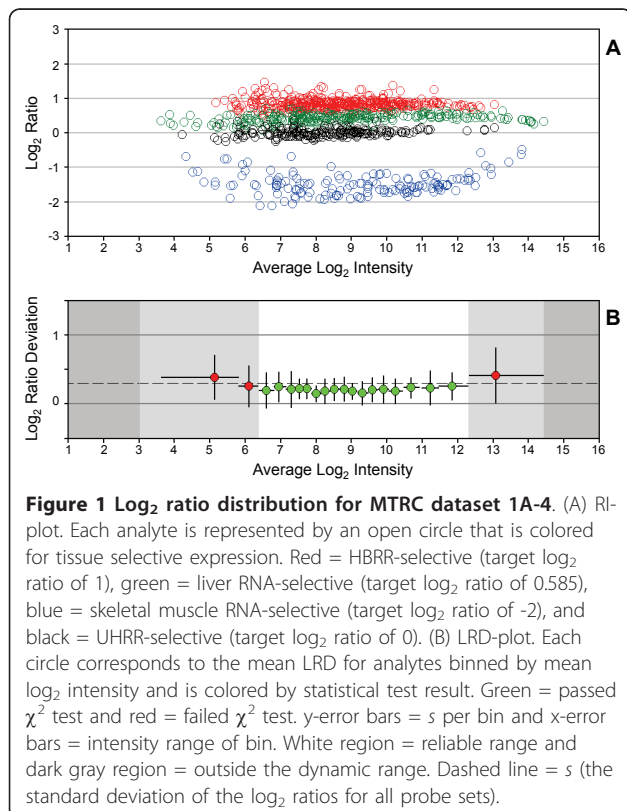 3
A
2
1
Log₂ Ratio
0
-1
-2
-3
1 2 3 4 5 6 7 8 9 10 11 12 13 14 15 16
Average Log₂ Intensity
B
Log₂ Ratio Deviation
1
0
1 2 3 4 5 6 7 8 9 10 11 12 13 14 15 16
Average Log₂ Intensity
Figure 1 Log₂ ratio distribution for MTRC dataset 1A-4. (A) RI-
plot. Each analyte is represented by an open circle that is colored
for tissue selective expression. Red = HBRR-selective (target log₂
ratio of 1), green = liver RNA-selective (target log₂ ratio of 0.585),
blue = skeletal muscle RNA-selective (target log₂ ratio of -2), and
black = UHRR-selective (target log₂ ratio of 0). (B) LRD-plot. Each
circle corresponds to the mean LRD for analytes binned by mean
log₂ intensity and is colored by statistical test result. Green = passed
χ² test and red = failed χ² test. y-error bars = s per bin and x-error
bars = intensity range of bin. White region = reliable range and
dark gray region = outside the dynamic range. Dashed line = s (the
standard deviation of the log₂ ratios for all probe sets).